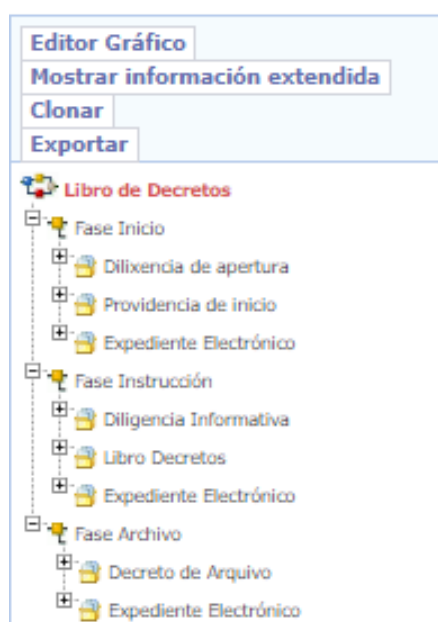 Editor Gráfico
Mostrar información extendida
Clonar
Exportar
Libro de Decretos
Fase Inicio
Dilixencia de apertura
Providencia de inicio
Expediente Electrónico
Fase Instrucción
Diligencia Informativa
Libro Decretos
Expediente Electrónico
Fase Archivo
Decreto de Arquivo
Expediente Electrónico